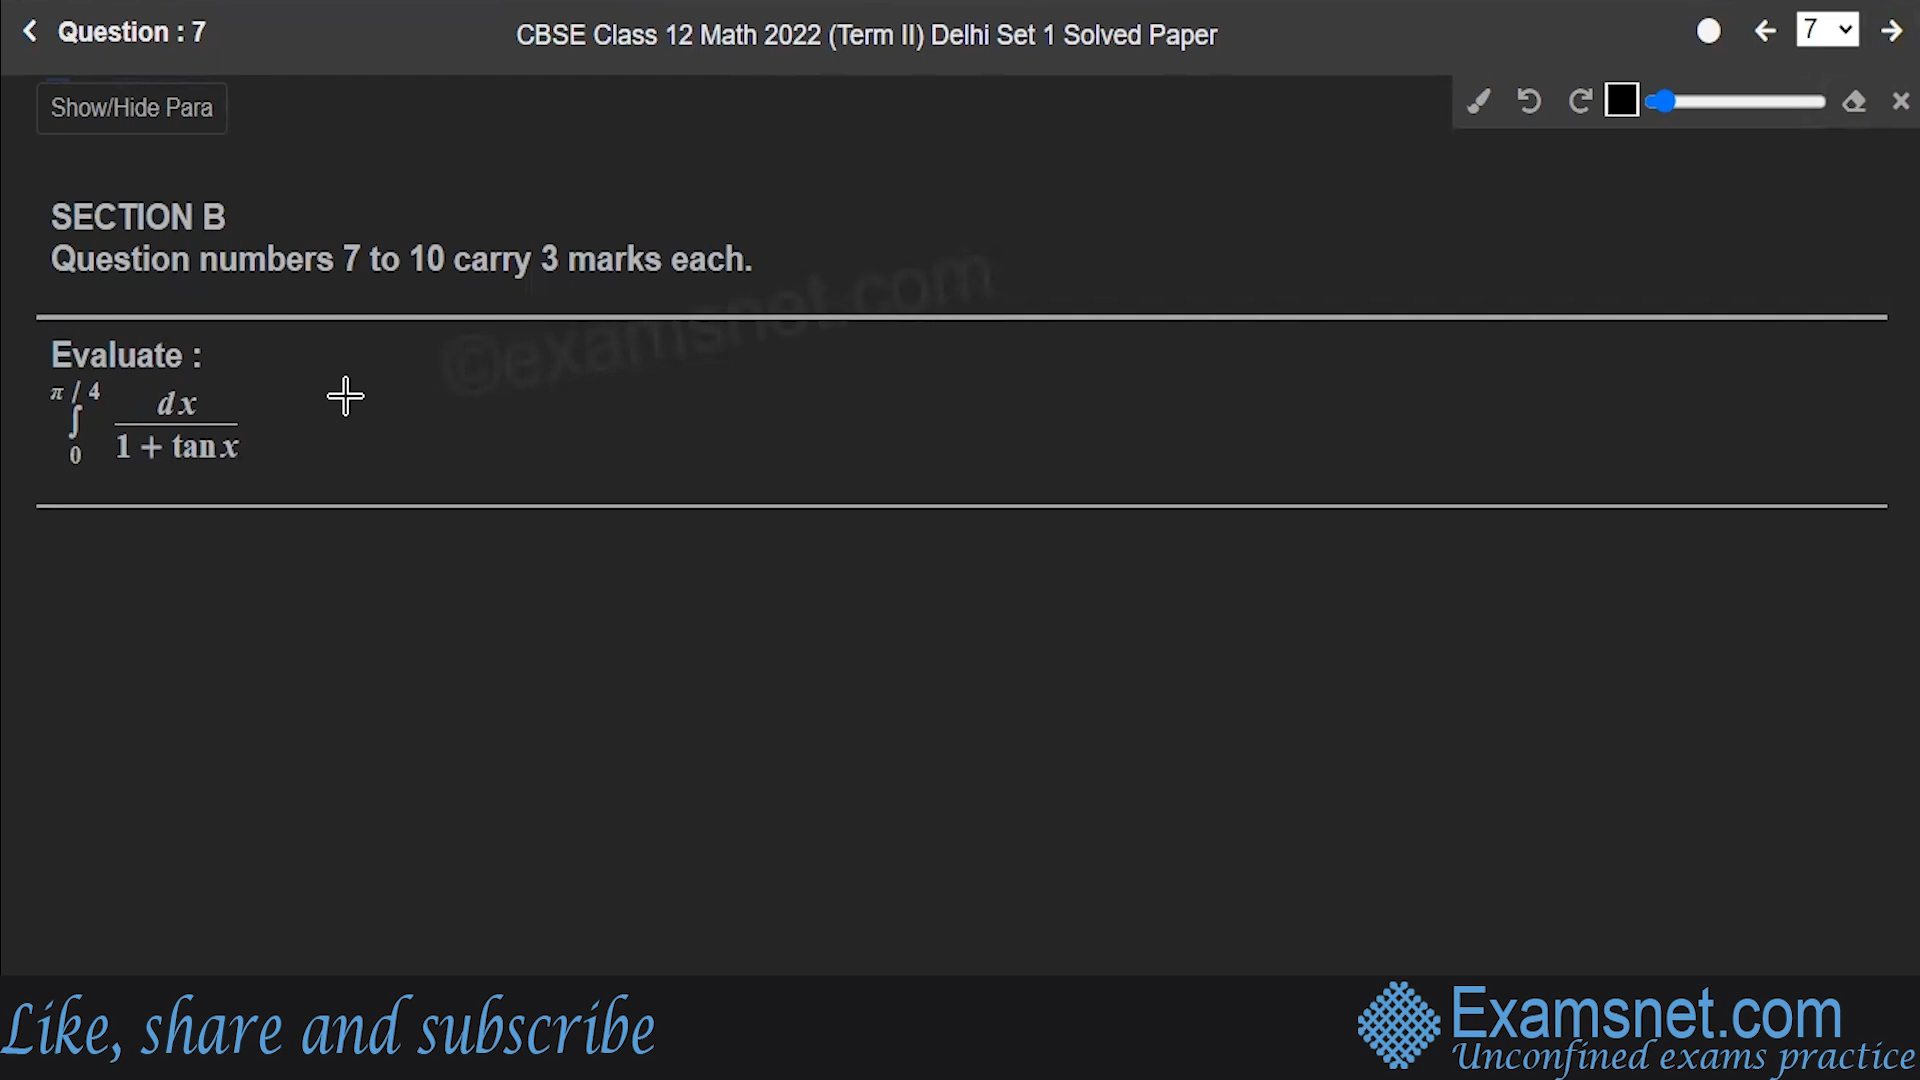 Question : 7
CBSE Class 12 Math 2022 (Term II) Delhi Set 1 Solved Paper
7
Show/Hide Para
SECTION B
Question numbers 7 to 10 carry 3 marks each.
©examsnet.com
Evaluate :
π / 4
∫
0
dx
1 + tan x
Like, share and subscribe
Examsnet.com
Unconfined exams practice